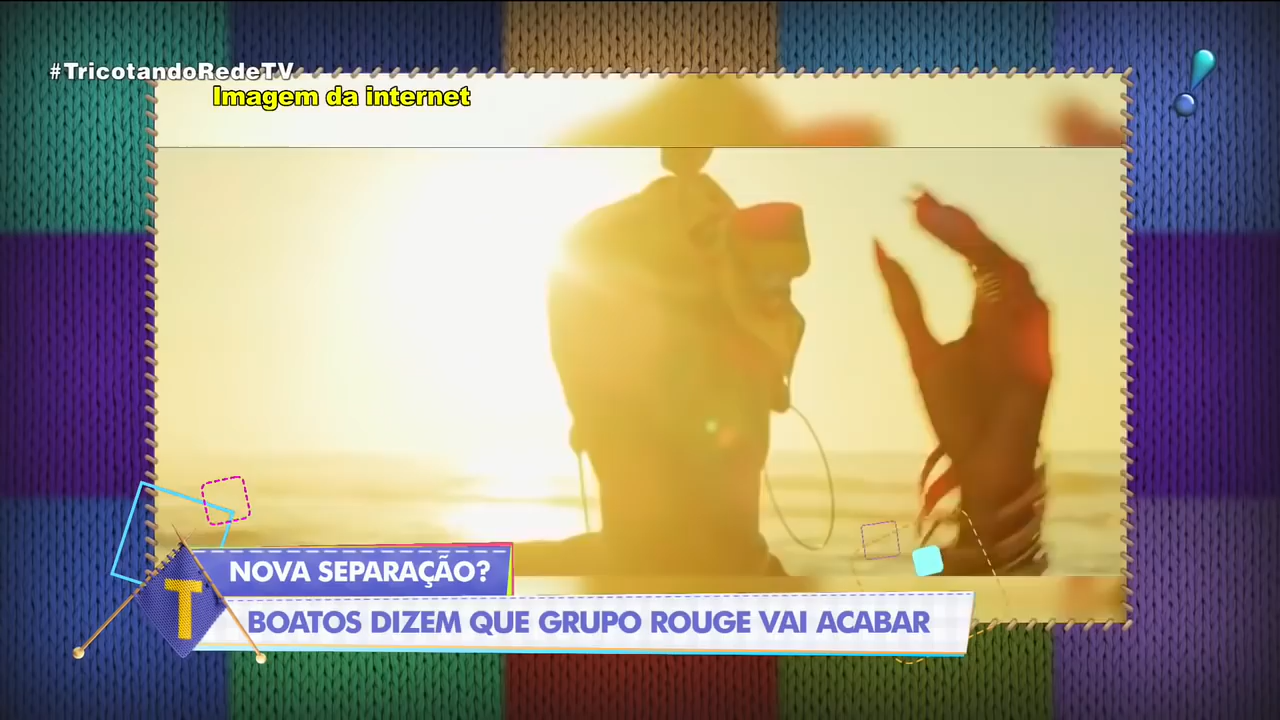 #TricotandoRedeTV
Imagem da internet
NOVA SEPARAÇÃO?
T
BOATOS DIZEM QUE GRUPO ROUGE VAI ACABAR